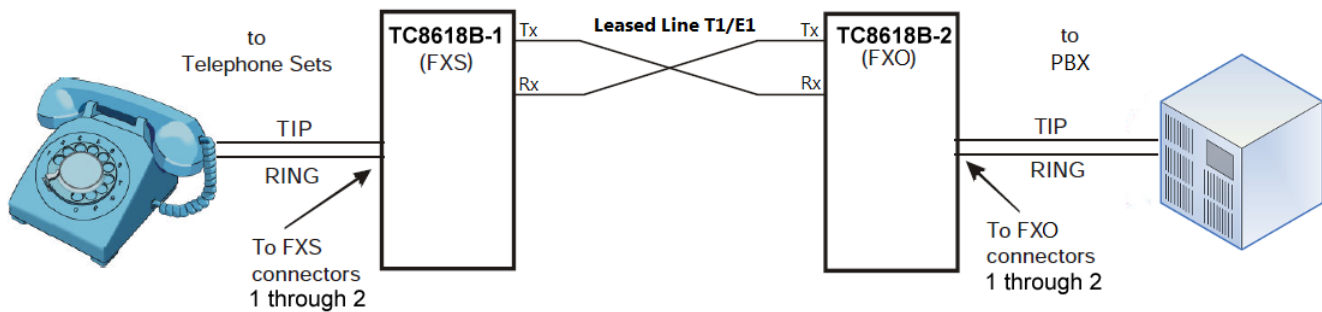 to
Telephone Sets
TIP
RING
To FXS
connectors
1 through 2
TC8618B-1
(FXS)
Tx
Rx
Leased Line T1/E1
Tx
Rx
TC8618B-2
(FXO)
to
PBX
TIP
RING
To FXO
connectors
1 through 2